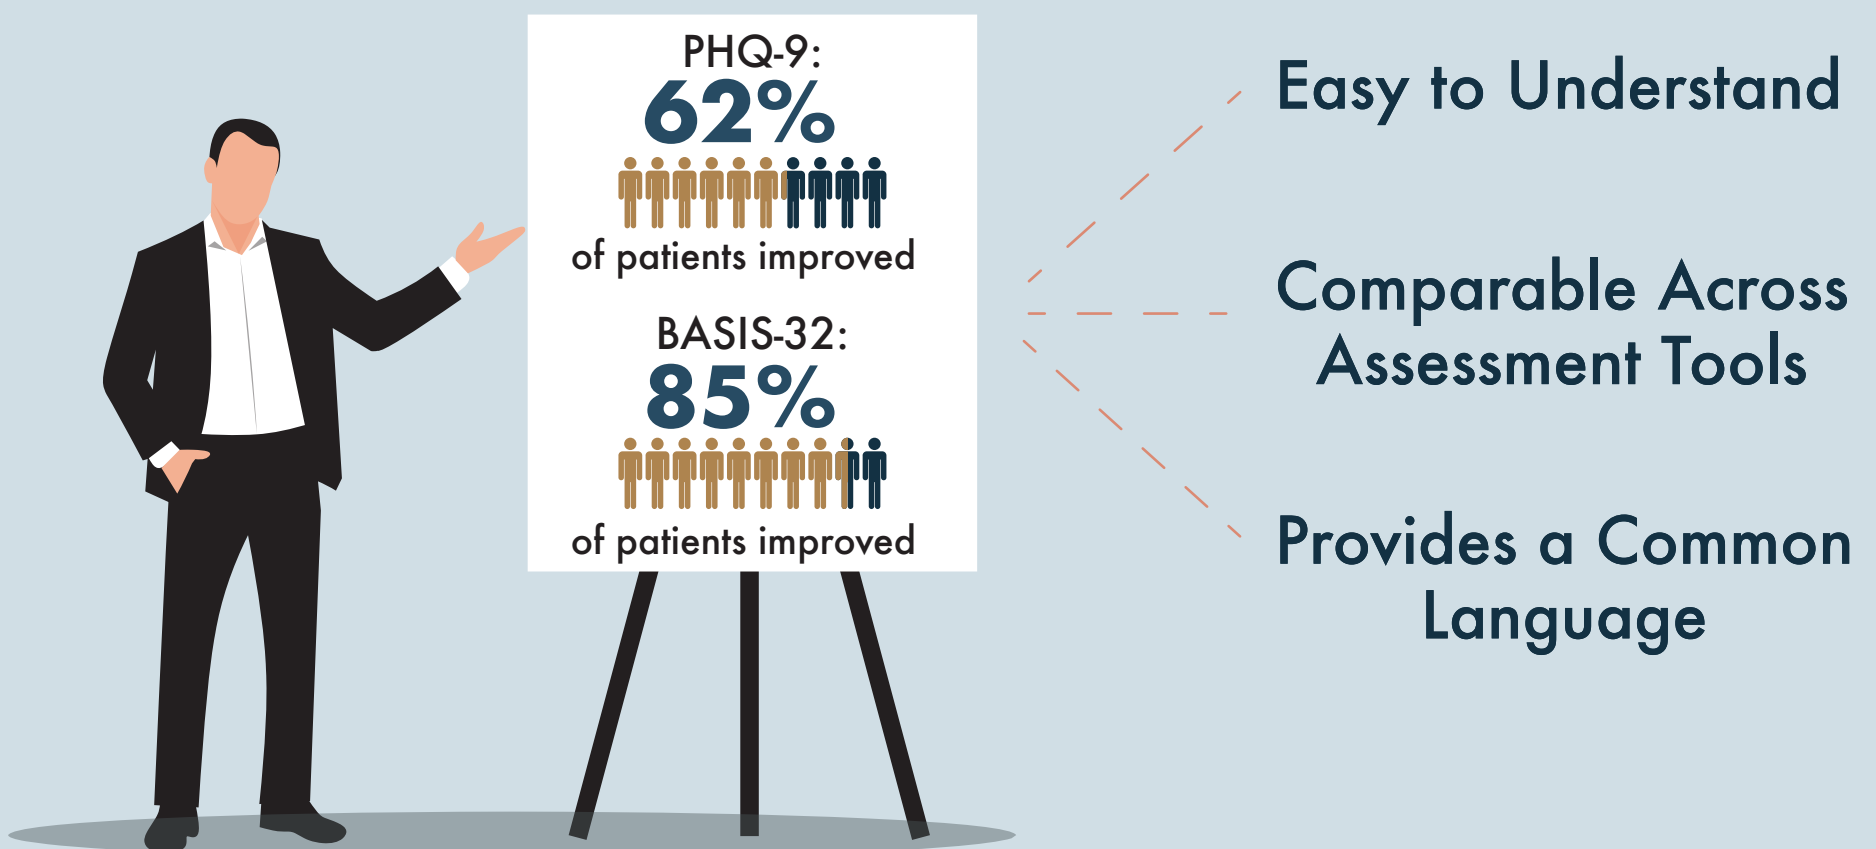 PHQ-9:
62%
of patients improved
BASIS-32:
85%
of patients improved
Easy to Understand
Comparable Across
Assessment Tools
Provides a Common
Language